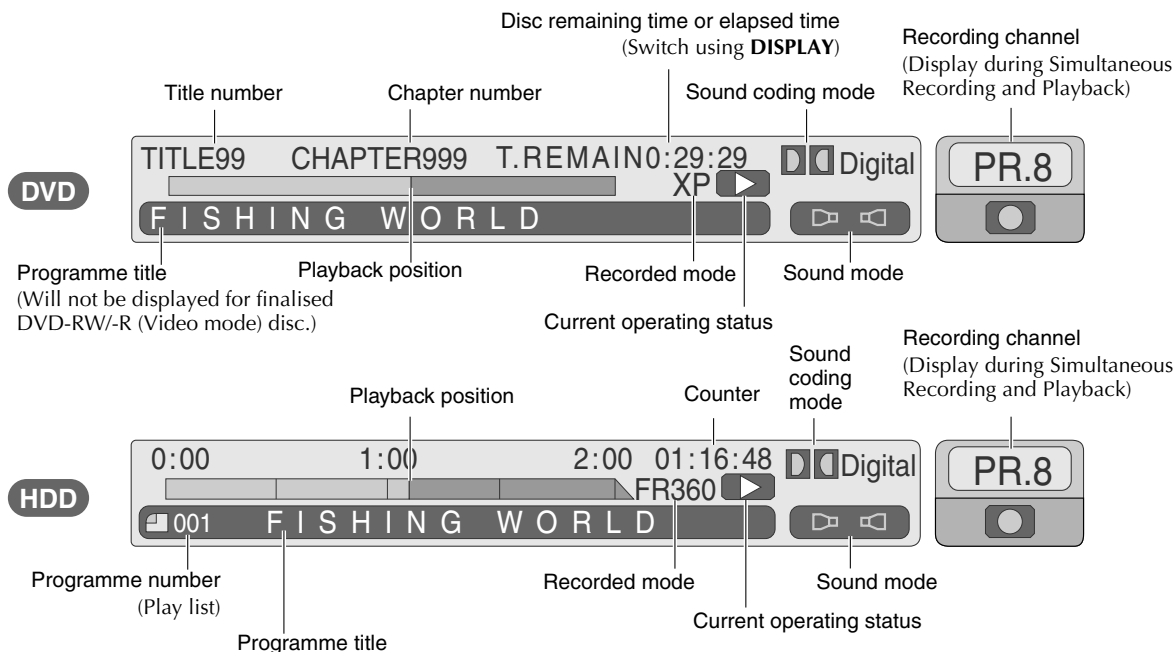 Disc remaining time or elapsed time
(Switch using DISPLAY)
Recording channel
(Display during Simultaneous
Recording and Playback)
Title number
Chapter number
Sound coding mode
TITLE99 CHAPTER999 T.REMAIN0:29:29
Digital
PR.8
DVD
XP
FISHING WORLD
Programme title
(Will not be displayed for finalised
DVD-RW/-R (Video mode) disc.)
Playback position
Recorded mode
Sound mode
Current operating status
Recording channel
(Display during Simultaneous
Recording and Playback)
Playback position
Counter
Sound
coding
mode
0:00 1:00 2:00 01:16:48
Digital
PR.8
HDD
FR360
001 FISHING WORLD
Programme number
(Play list)
Recorded mode
Sound mode
Current operating status
Programme title